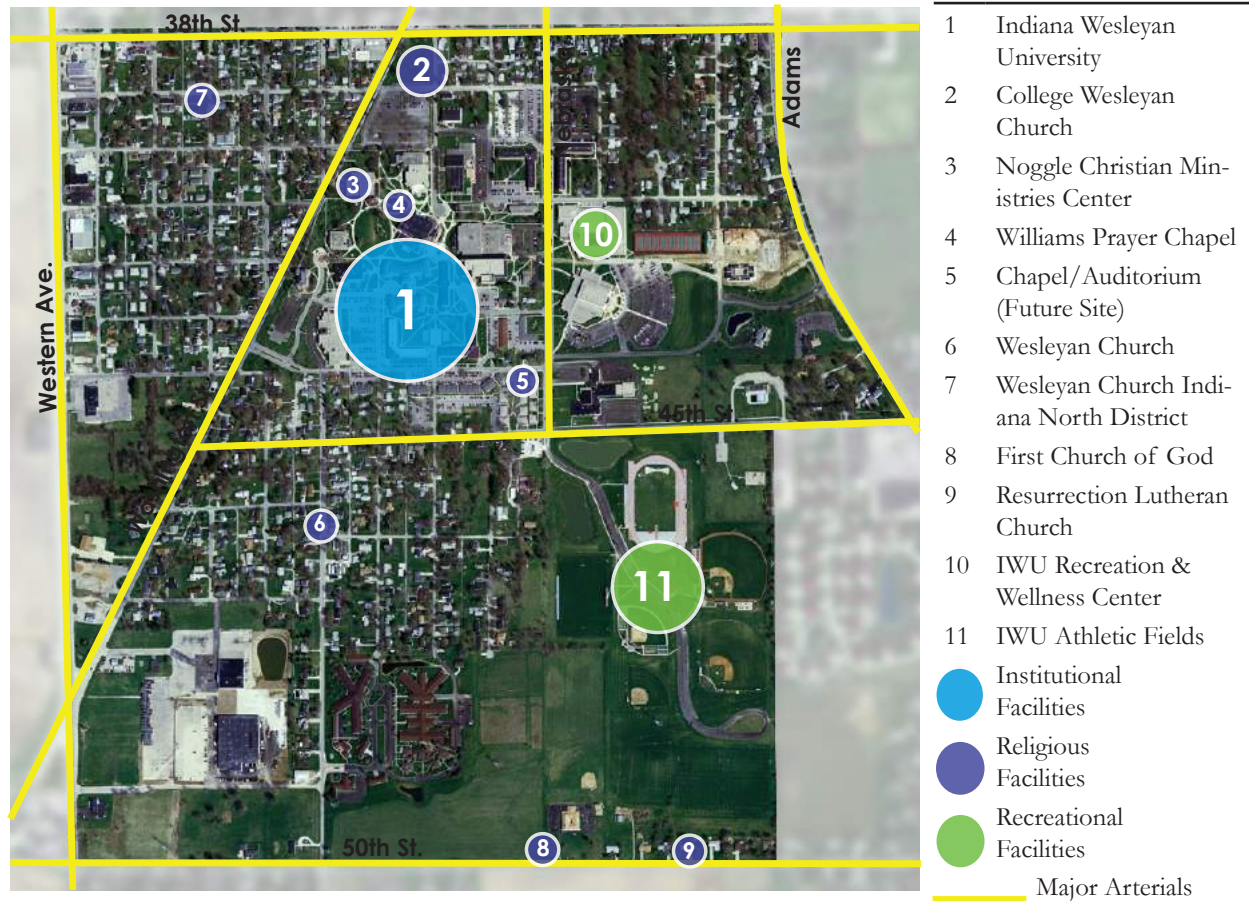 38th St.
Adams
Western Ave.
45th St
50th St.
1
2
3
4
5
6
7
8
9
10
11
1 Indiana Wesleyan
University
2 College Wesleyan
Church
3 Noggle Christian Min-
istries Center
4 Williams Prayer Chapel
5 Chapel/Auditorium
(Future Site)
6 Wesleyan Church
7 Wesleyan Church Indi-
ana North District
8 First Church of God
9 Resurrection Lutheran
Church
10 IWU Recreation &
Wellness Center
11 IWU Athletic Fields
Institutional
Facilities
Religious
Facilities
Recreational
Facilities
Major Arterials